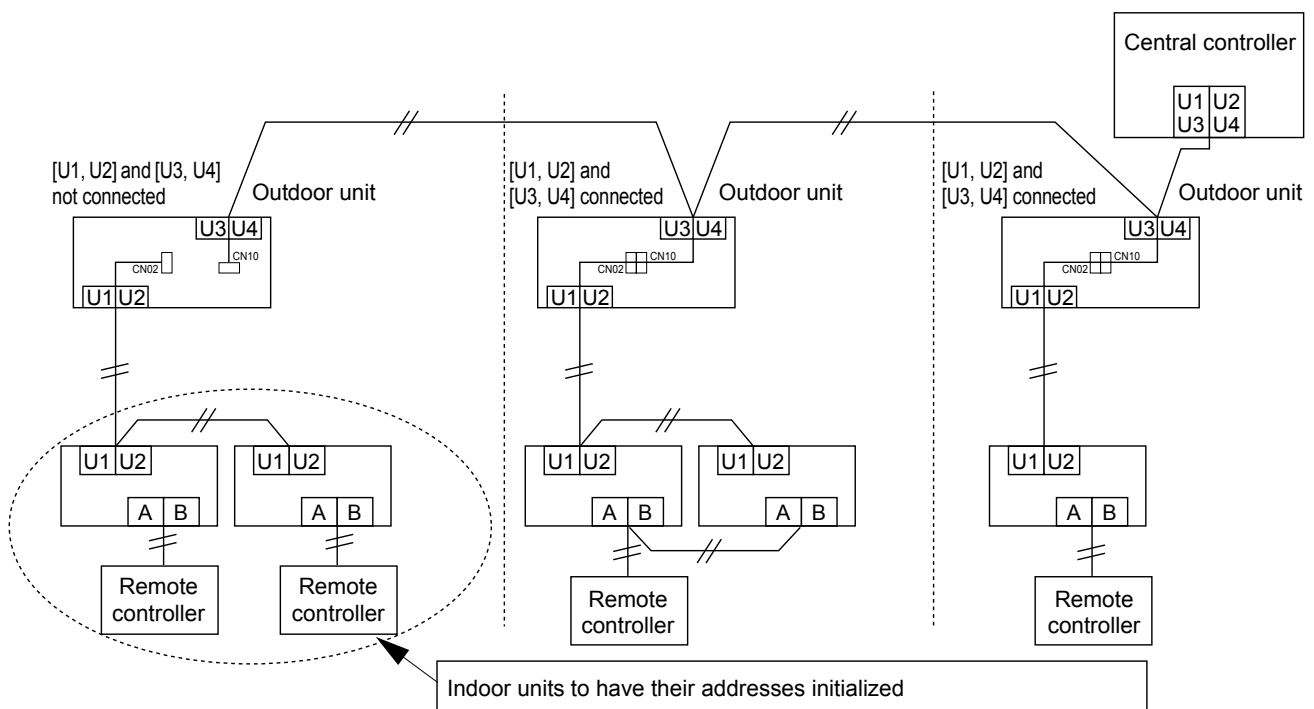 Central controller
U1 U2
U3 U4
[U1, U2] and [U3, U4]
not connected
Outdoor unit
U3 U4
CN02
CN10
U1 U2
[U1, U2] and
[U3, U4] connected
Outdoor unit
U3 U4
CN02
CN10
U1 U2
[U1, U2] and
[U3, U4] connected
Outdoor unit
U3 U4
CN02
CN10
U1 U2
U1 U2
A B
Remote
controller
U1 U2
A B
Remote
controller
U1 U2
A B
Remote
controller
U1 U2
A B
U1 U2
A B
Remote
controller
Indoor units to have their addresses initialized